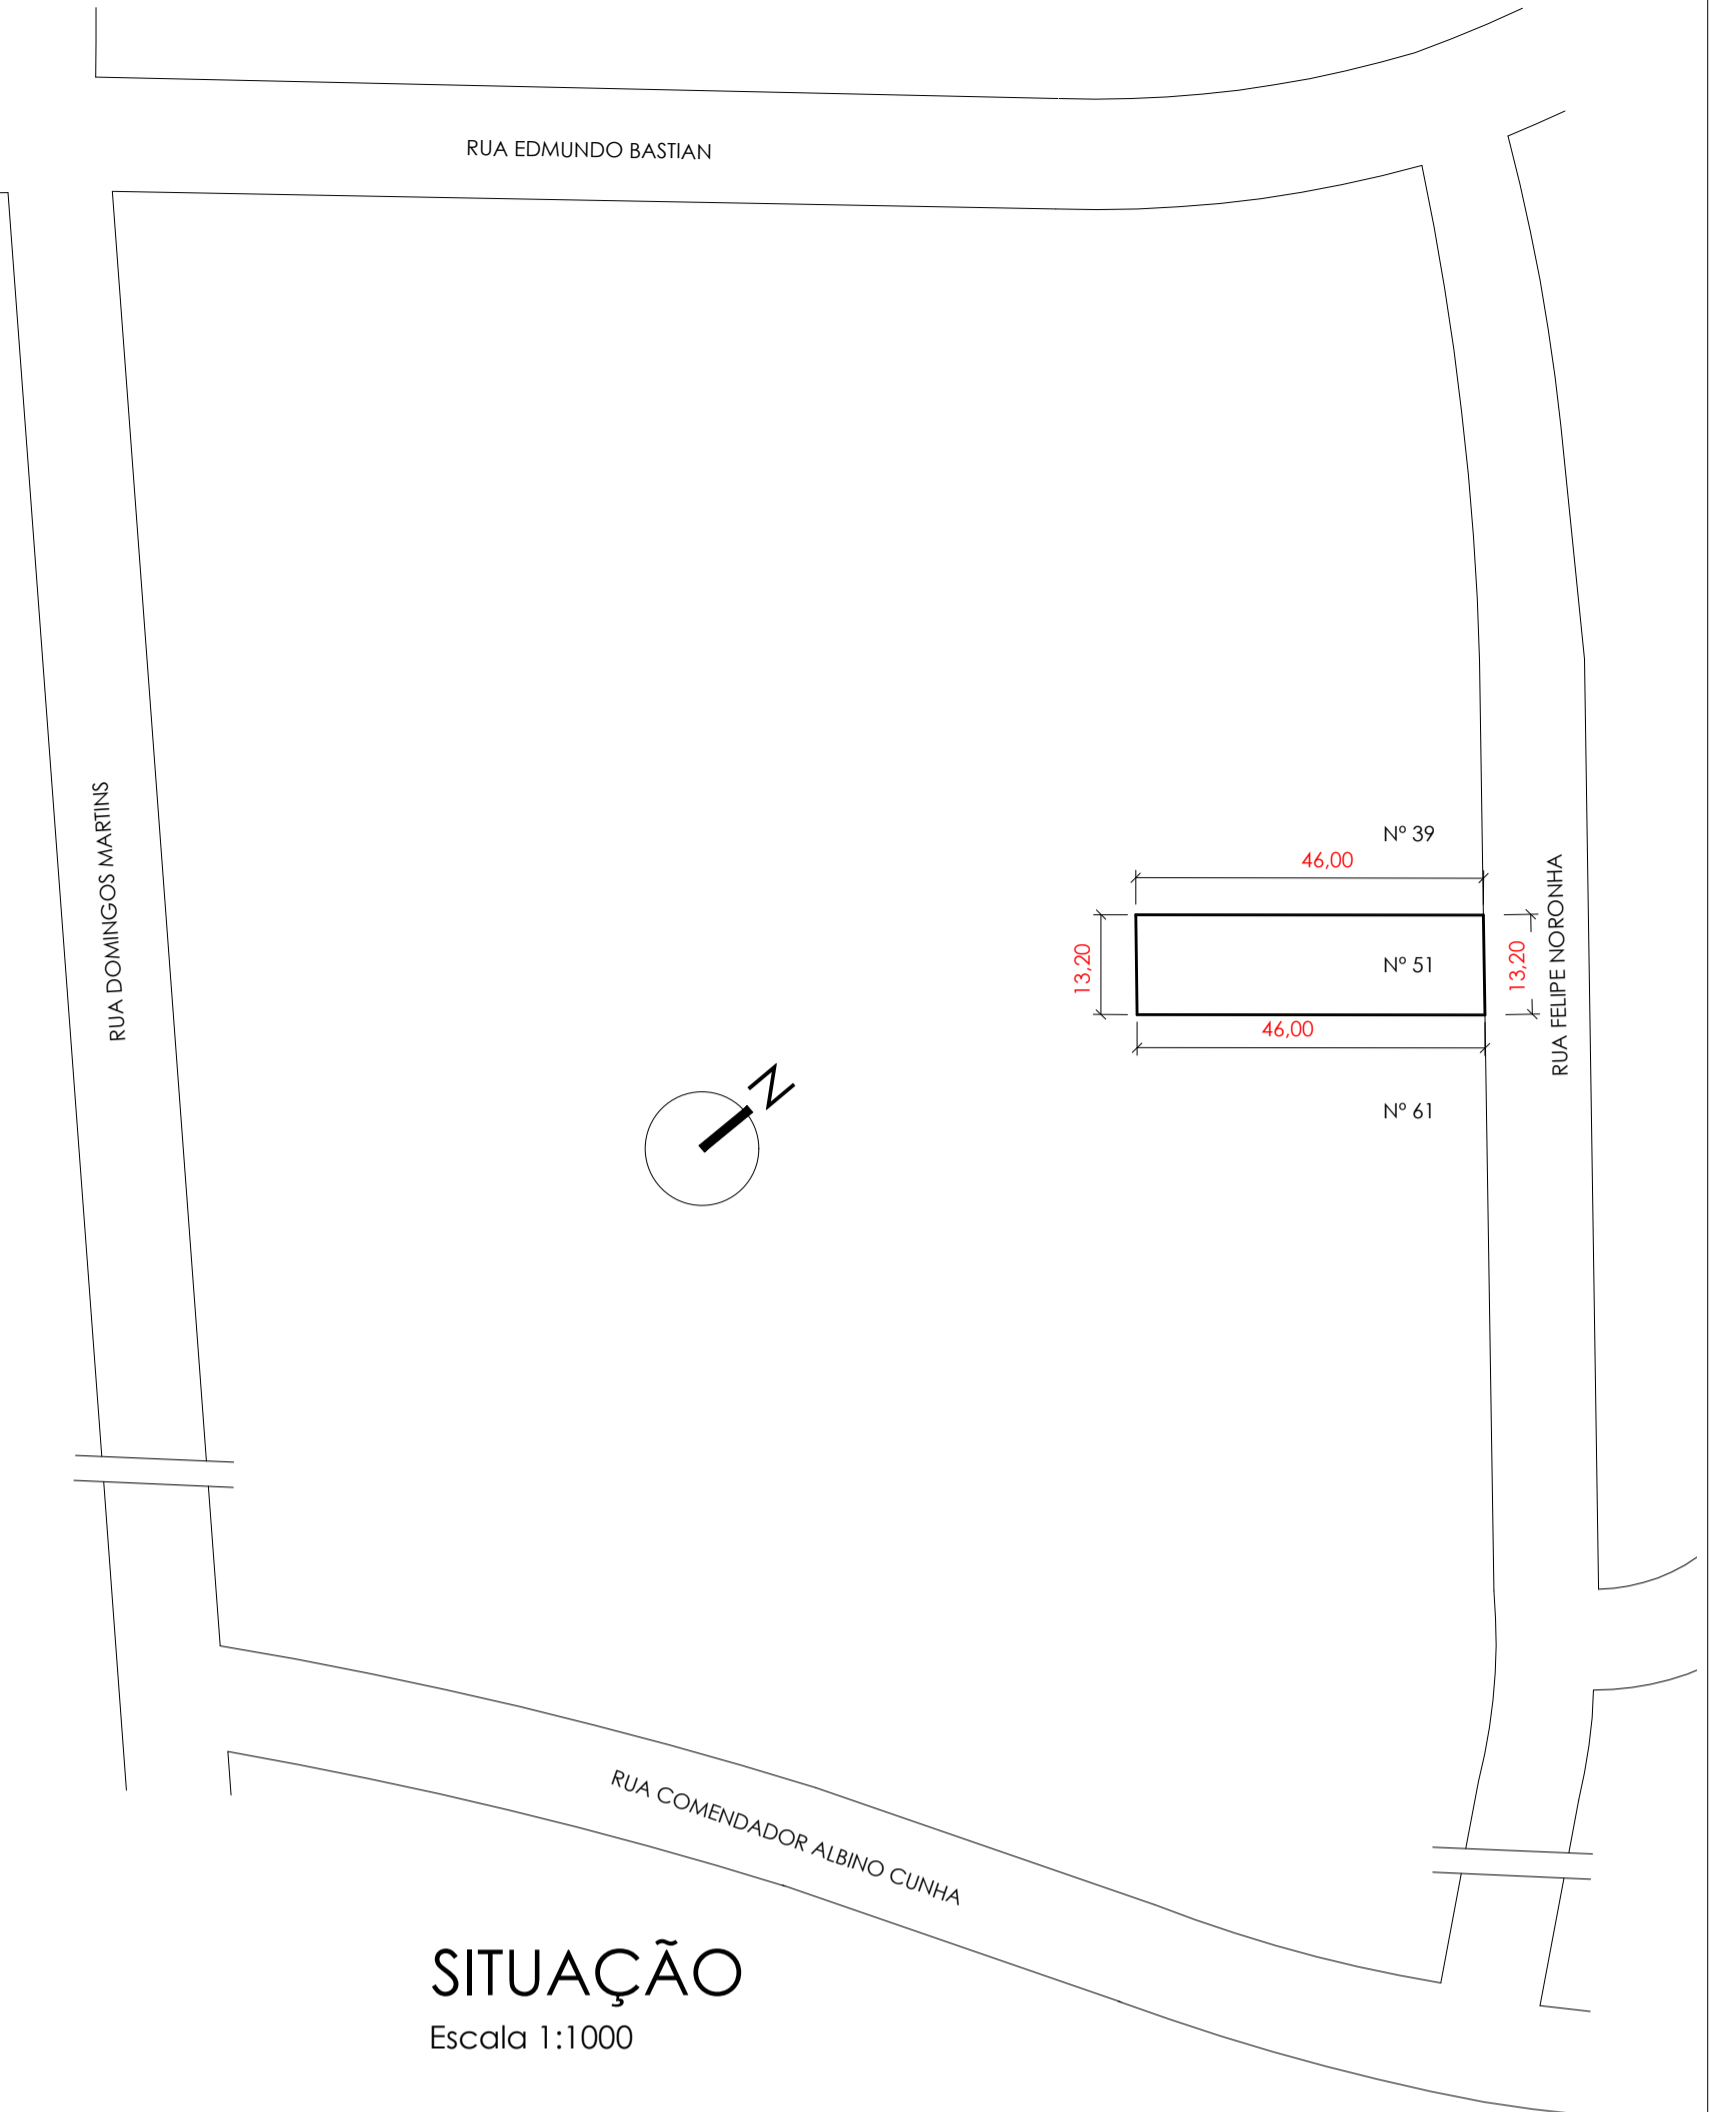 RUA EDMUNDO BASTIAN
RUA DOMINGOS MARTINS
Nº 39
46,00
13,20
Nº 51
13,20
RUA FELIPE NORONHA
46,00
N
Nº 61
RUA COMENDADOR ALBINO CUNHA
SITUAÇÃO
Escala 1:1000